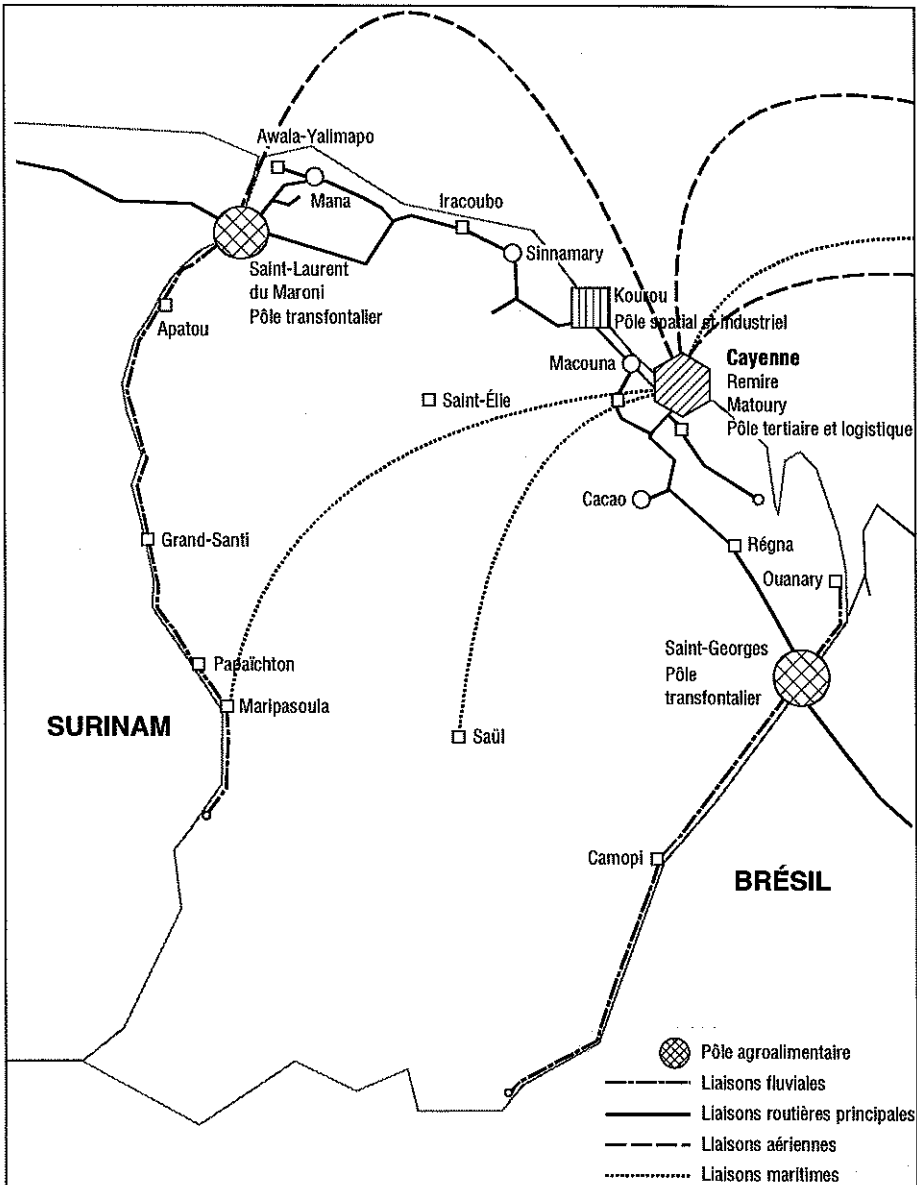 Awala-Yalimapo
Mana
Iracoubo
Sinnamary
Saint-Laurent
du Maroni
Pôle transfontalier
Kourou
Pôle spatial et industriel
Apatou
Macouna
Cayenne
Remire
Matoury
Pôle tertiaire et logistique
Saint-Élie
Cacao
Grand-Santi
Régna
Ouanary
Saint-Georges
Pôle
transfontalier
Papaïchton
Maripasoula
SURINAM
Saül
Camopi
BRÉSIL
Pôle agroalimentaire
Liaisons fluviales
Liaisons routières principales
Liaisons aériennes
Liaisons maritimes